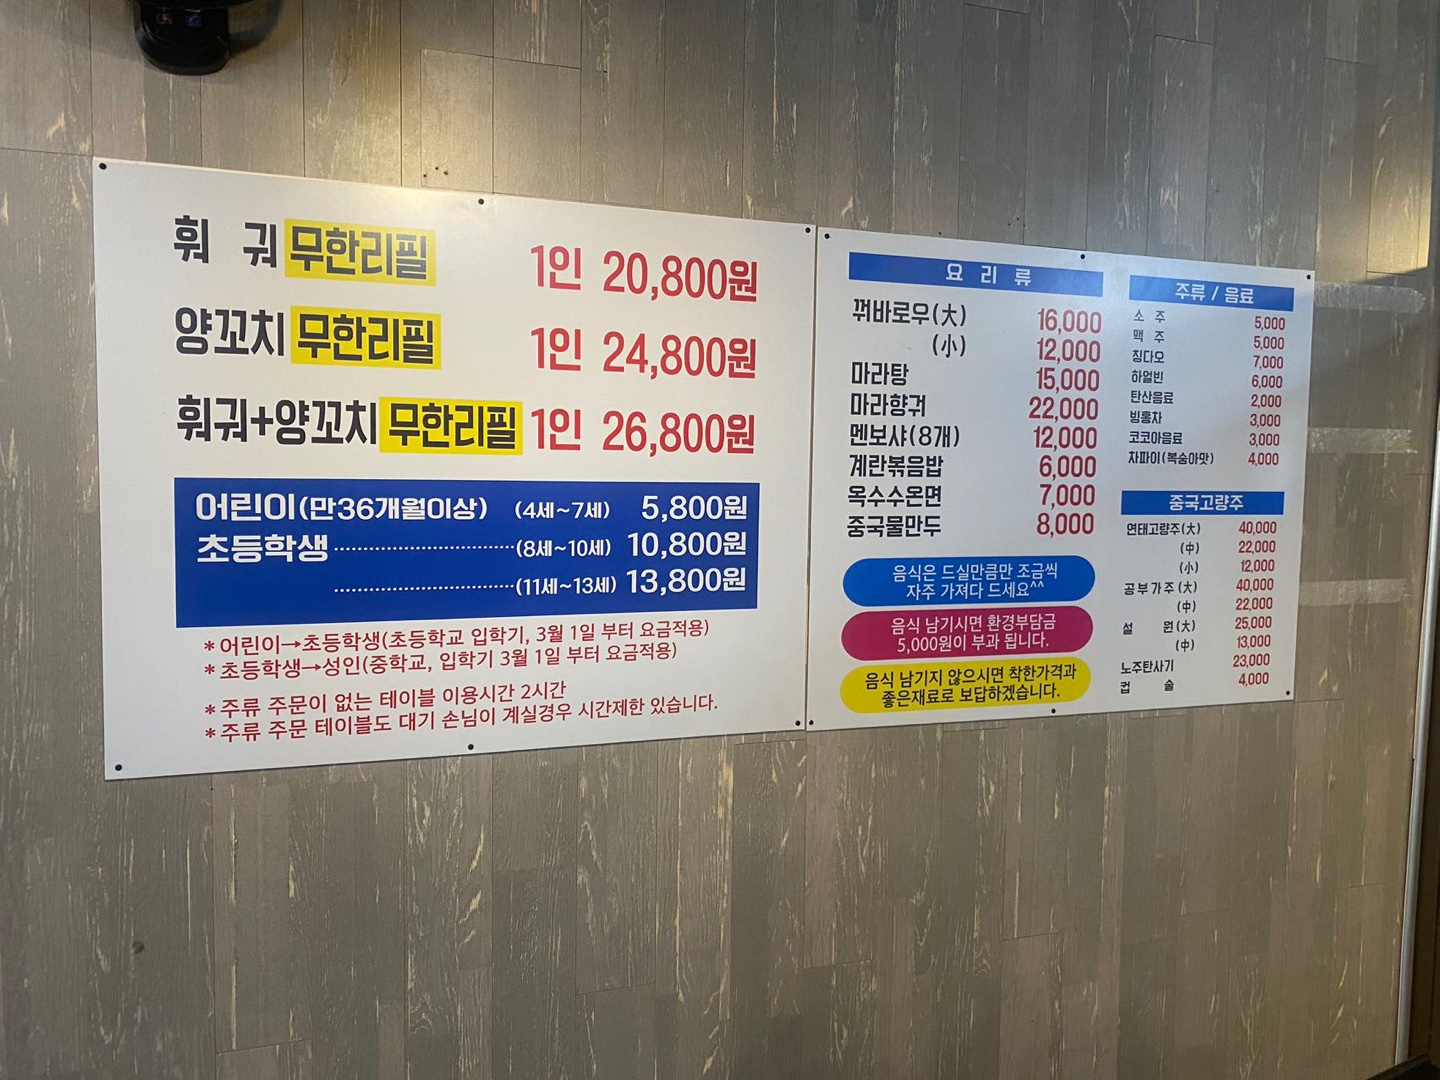 훠 궈 무한리필 1인 20,800원
양꼬치 무한리필 1인 24,800원
훠궈+양꼬치 무한리필 1인 26,800원
어린이(만36개월이상) (4세~7세) 5,800원
초등학생 (8세~10세) 10,800원
(11세~13세) 13,800원
*어린이→초등학생(초등학교 입학기, 3월 1일 부터 요금적용)
*초등학생→성인(중학교, 입학기 3월 1일 부터 요금적용)
*주류 주문이 없는 테이블 이용시간 2시간
*주류 주문 테이블도 대기 손님이 계실경우 시간제한 있습니다.
요 리 류
꿔바로우(大) 16,000
(小) 12,000
마라탕 15,000
마라향궈 22,000
멘보샤(8개) 12,000
계란볶음밥 6,000
옥수수온면 7,000
중국물만두 8,000
음식은 드실만큼만 조금씩
자주 가져다 드세요^^
음식 남기시면 환경부담금
5,000원이 부과 됩니다.
음식 남기지 않으시면 착한가격과
좋은재료로 보답하겠습니다.
주류 / 음료
소 주 5,000
맥 주 5,000
칭다오 7,000
하얼빈 6,000
탄산음료 2,000
빙홍차 3,000
코코아음료 3,000
차파이(복숭아맛) 4,000
중국고량주
연태고량주(大) 40,000
(中) 22,000
(小) 12,000
공부가주(大) 40,000
(中) 22,000
설 원(大) 25,000
(中) 13,000
노주탄사기 23,000
컵 술 4,000